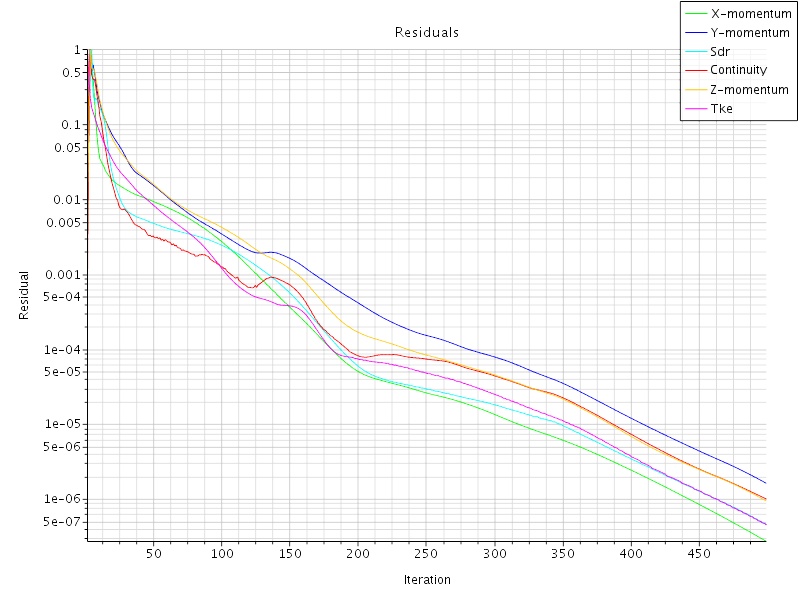 X-momentum
Y-momentum
Sdr
Continuity
Z-momentum
Tke
Residuals
1
0.5
0.1
0.05
0.01
0.005
0.001
5e-04
1e-04
5e-05
1e-05
5e-06
1e-06
5e-07
Residual
50 100 150 200 250 300 350 400 450
Iteration